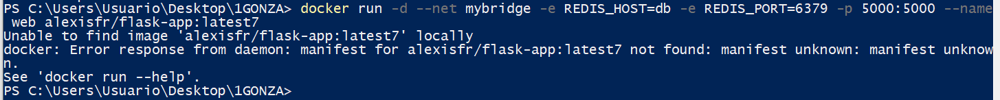 PS C:\Users\Usuario\Desktop\1GONZA> docker run -d --net mybridge -e REDIS_HOST=db -e REDIS_PORT=6379 -p 5000:5000 --name
 web alexisfr/flask-app:latest7
Unable to find image 'alexisfr/flask-app:latest7' locally
docker: Error response from daemon: manifest for alexisfr/flask-app:latest7 not found: manifest unknown: manifest unknow
n.
See 'docker run --help'.
PS C:\Users\Usuario\Desktop\1GONZA>